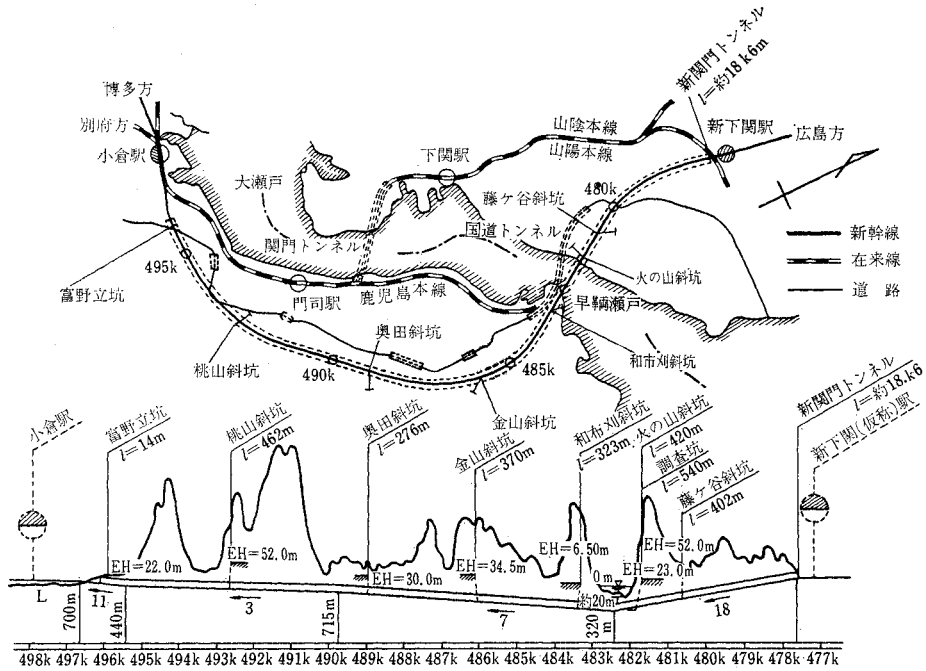 博多方
別府方
小倉駅
大瀬戸
下関駅
山陰本線
山陽本線
新関門トンネル
l=約18k6m
新下関駅
広島方
藤ケ谷斜坑
480k
国道トンネル
関門トンネル
火の山斜坑
新幹線
在来線
道路
495k
富野立坑
門司駅
鹿児島本線
早鞆瀬戸
奥田斜坑
和市刈斜坑
桃山斜坑
490k
485k
金山斜坑
小倉駅
富野立坑
l=14m
桃山斜坑
l=462m
奥田斜坑
l=276m
金山斜坑
l=370m
和布刈斜坑
l=323m
火の山斜坑
l=420m
調査坑
l=540m
藤ケ谷斜坑
l=402m
新関門トンネル
l=約18.k6
新下関(仮称)駅
EH=22.0m
EH=52.0m
EH=30.0m
EH=34.5m
EH=6.50m
0m
約20m
EH=52.0m
EH=23.0m
L
700m
11
440m
3
715m
7
320m
18
498k 497k 496k 495k 494k 493k 492k 491k 490k 489k 488k 487k 486k 485k 484k 483k 482k 481k 480k 479k 478k 477k